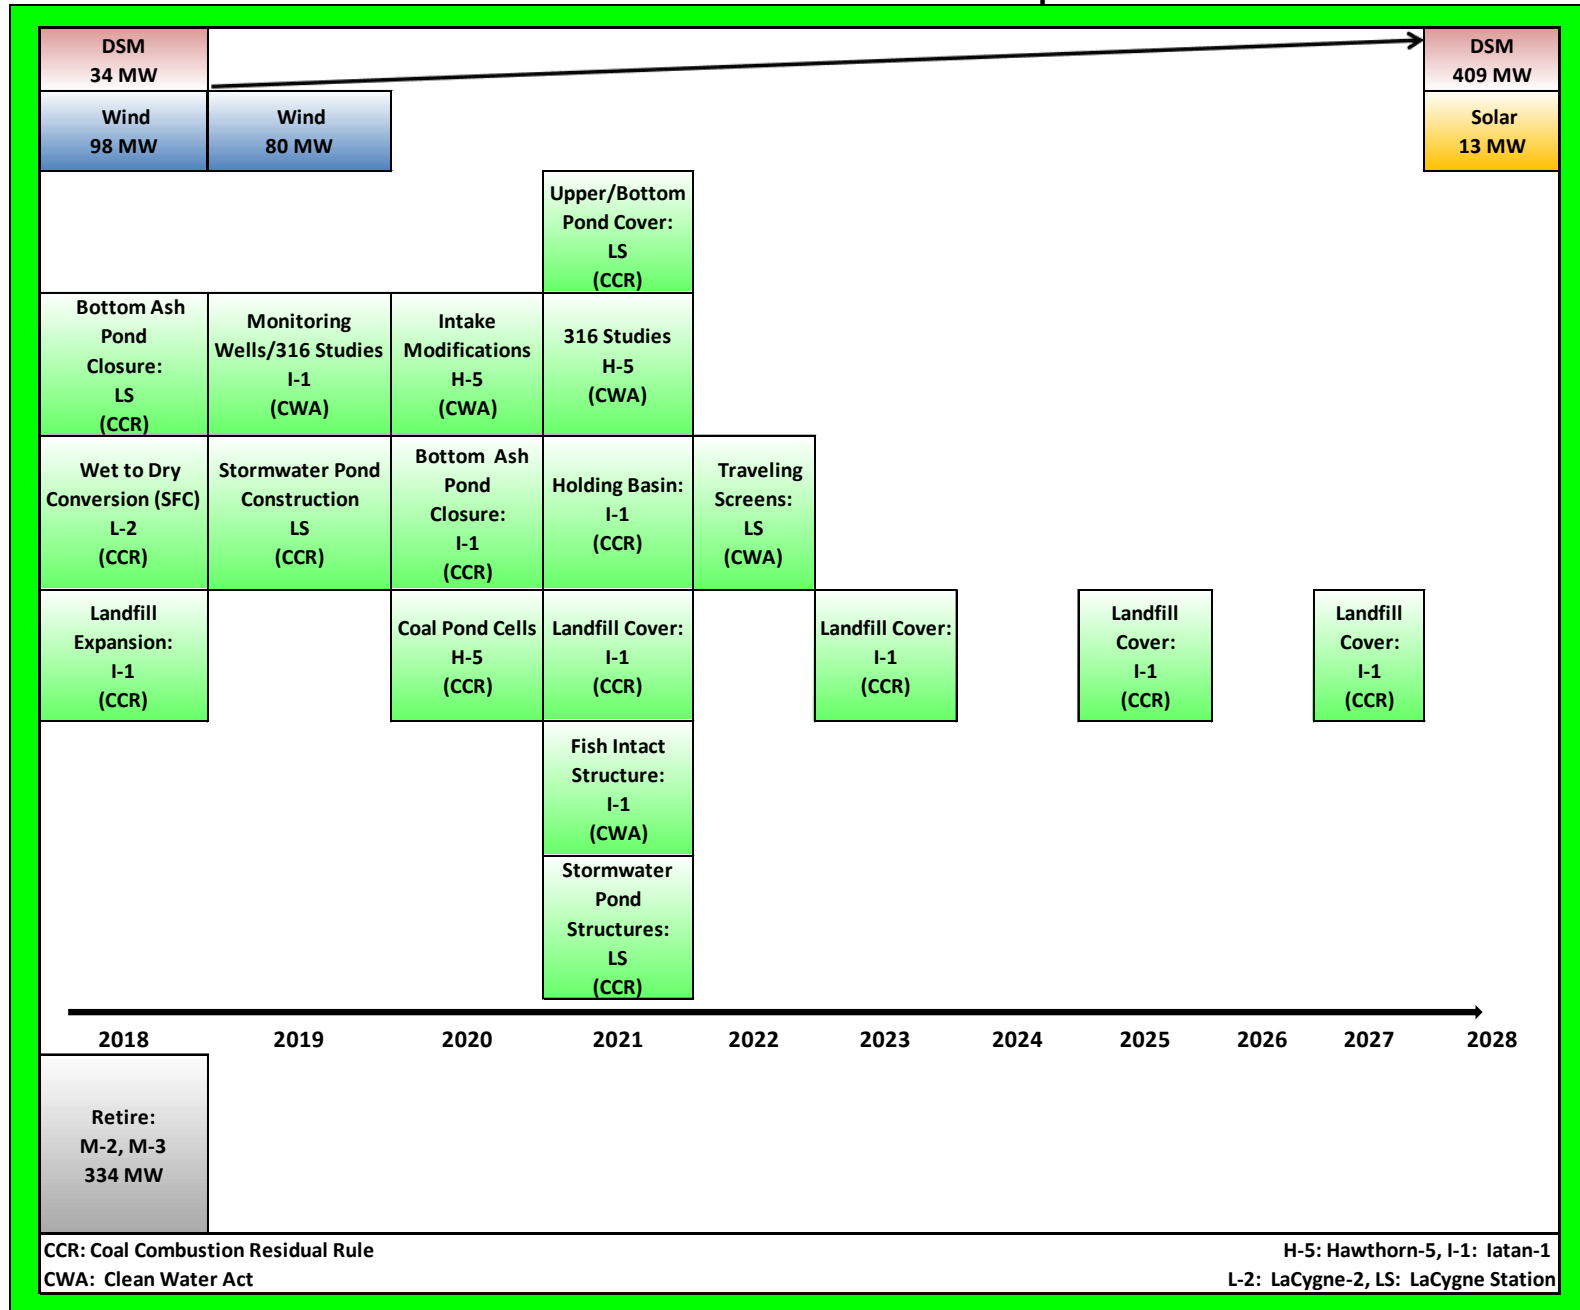 DSM
34 MW
DSM
409 MW
Wind
98 MW
Wind
80 MW
Solar
13 MW
Upper/Bottom
Pond Cover:
LS
(CCR)
Bottom Ash
Pond
Closure:
LS
(CCR)
Monitoring
Wells/316 Studies
I-1
(CWA)
Intake
Modifications
H-5
(CWA)
316 Studies
H-5
(CWA)
Wet to Dry
Conversion (SFC)
L-2
(CCR)
Stormwater Pond
Construction
LS
(CCR)
Bottom Ash
Pond
Closure:
I-1
(CCR)
Holding Basin:
I-1
(CCR)
Traveling
Screens:
LS
(CWA)
Landfill
Expansion:
I-1
(CCR)
Coal Pond Cells
H-5
(CCR)
Landfill Cover:
I-1
(CCR)
Landfill Cover:
I-1
(CCR)
Landfill
Cover:
I-1
(CCR)
Landfill
Cover:
I-1
(CCR)
Fish Intact
Structure:
I-1
(CWA)
Stormwater
Pond
Structures:
LS
(CCR)
2018 2019 2020 2021 2022 2023 2024 2025 2026 2027 2028
Retire:
M-2, M-3
334 MW
CCR: Coal Combustion Residual Rule
CWA: Clean Water Act
H-5: Hawthorn-5, I-1: Iatan-1
L-2: LaCygne-2, LS: LaCygne Station